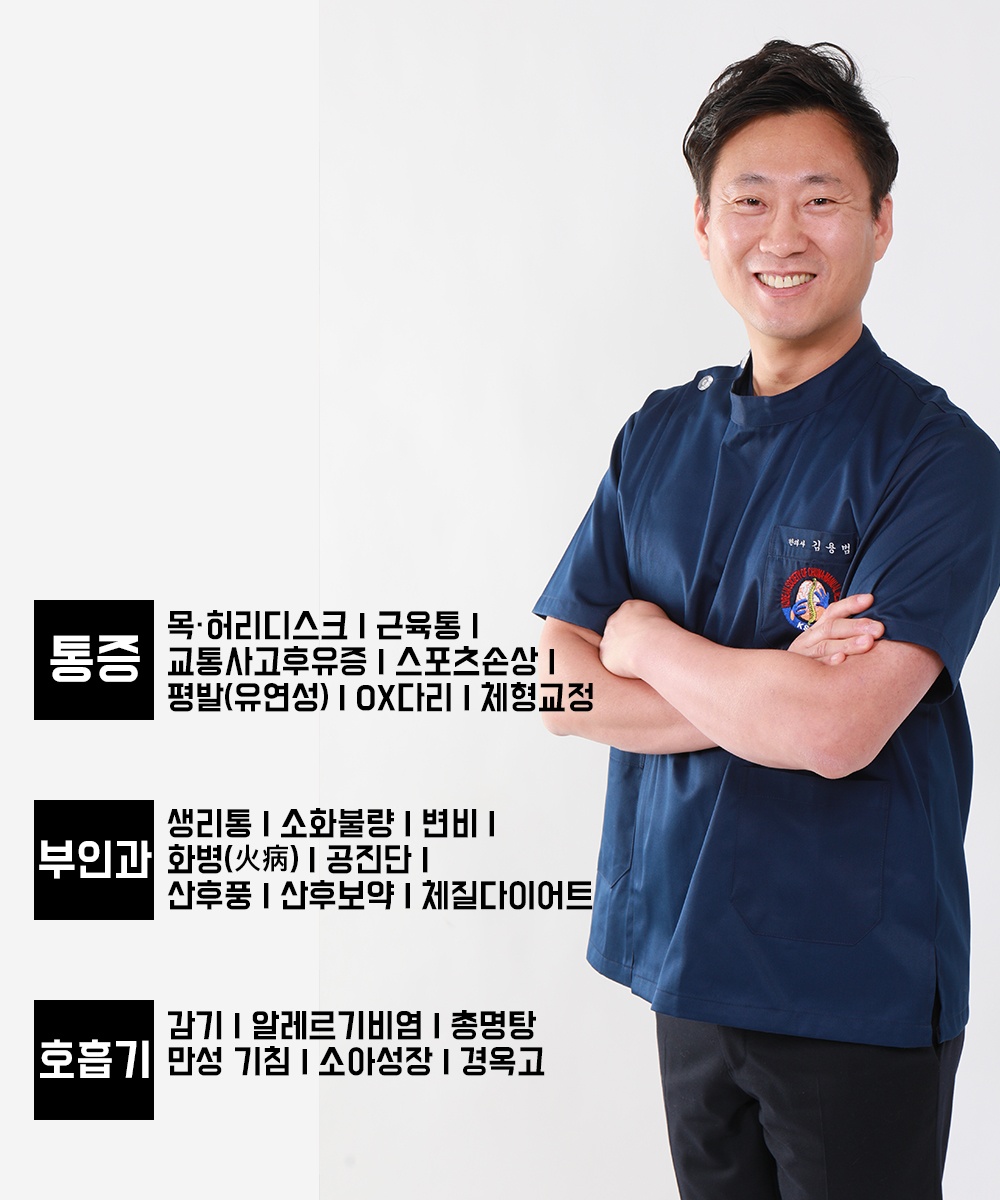 한의사 김용범
통증
목·허리디스크 | 근육통 |
교통사고후유증 | 스포츠손상 |
평발(유연성) | OX다리 | 체형교정
부인과
생리통 | 소화불량 | 변비 |
화병(火病) | 공진단 |
산후풍 | 산후보약 | 체질다이어트
호흡기
감기 | 알레르기비염 | 총명탕
만성 기침 | 소아성장 | 경옥고